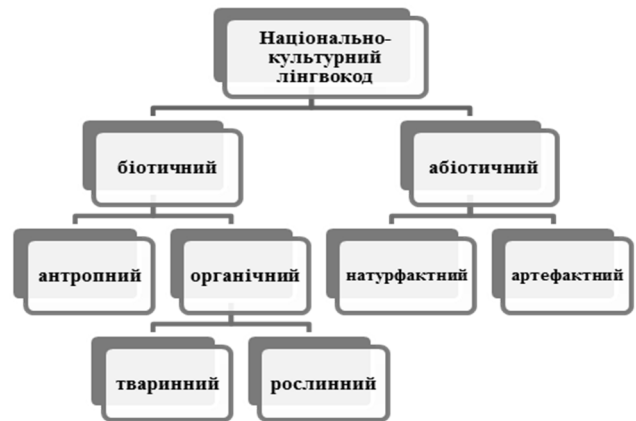 Національно-
культурний
лінгвокод
біотичний
абіотичний
антропний
органічний
натурфактний
артефактний
тваринний
рослинний